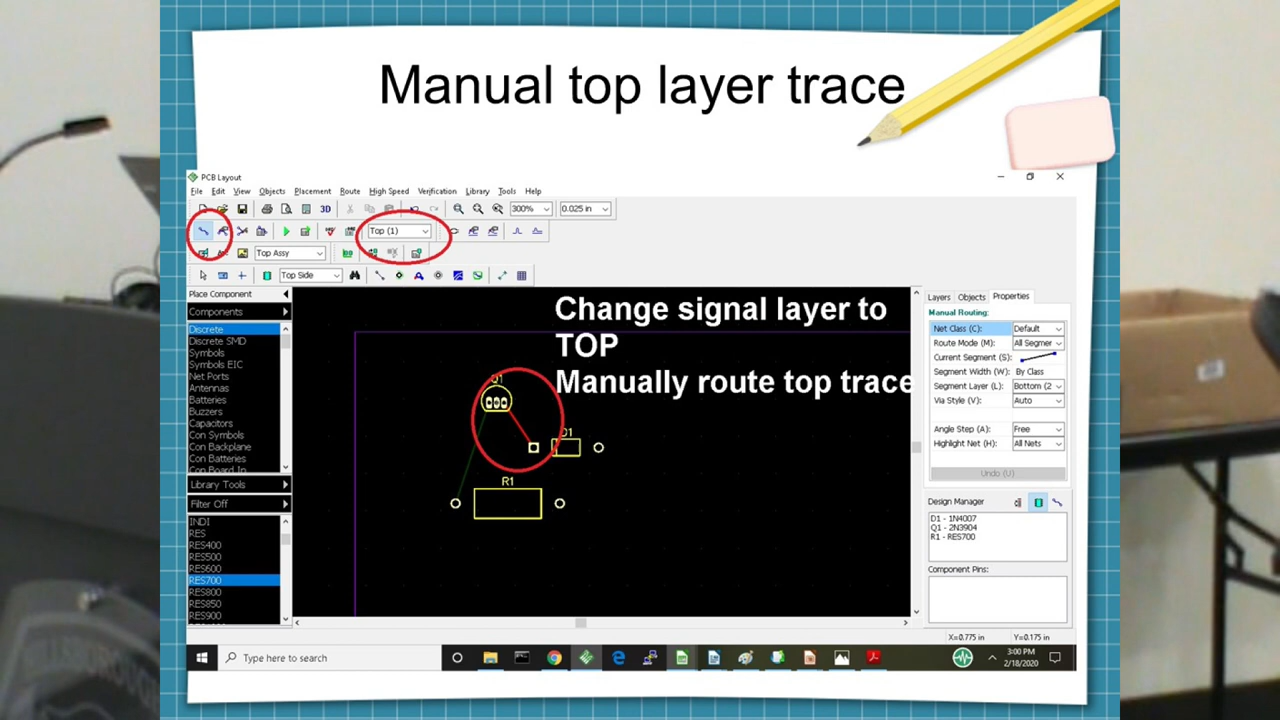 Manual top layer trace
PCB Layout
File Edit View Objects Placement Route High Speed Verification Library Tools Help
3D 300% 0.025 in
Top (1)
Top Assy
Top Side
Place Component
Components
Discrete
Discrete SMD
Symbols
Symbols EIC
Net Ports
Antennas
Batteries
Buzzers
Capacitors
Con Symbols
Con Backplane
Con Batteries
Con Board In
Library Tools
Filter Off
INDI
RES
RES400
RES500
RES600
RES700
RES800
RES850
RES900
Change signal layer to
TOP
Manually route top trace
Q1
D1
R1
Layers Objects Properties
Manual Routing:
Net Class (C): Default
Route Mode (M): All Segmer
Current Segment (S):
Segment Width (W): By Class
Segment Layer (L): Bottom (2
Via Style (V): Auto
Angle Step (A): Free
Highlight Net (H): All Nets
Undo (U)
Design Manager
D1 - 1N4007
Q1 - 2N3904
R1 - RES700
Component Pins:
X=0.775 in Y=0.175 in
Type here to search
3:00 PM
2/18/2020